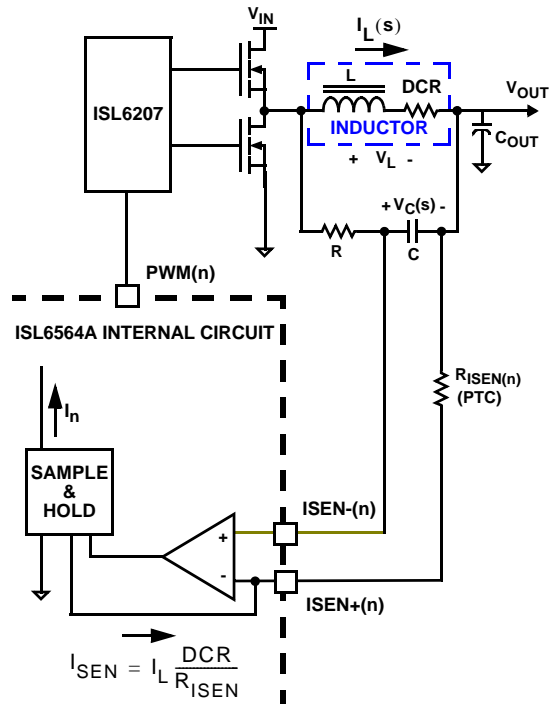 V_IN
I_L(s)
ISL6207
L
DCR
INDUCTOR
V_OUT
C_OUT
+ V_L -
+ V_C(s) -
R
C
PWM(n)
ISL6564A INTERNAL CIRCUIT
R_ISEN(n)
(PTC)
I_n
SAMPLE
&
HOLD
ISEN-(n)
+
-
ISEN+(n)
I_SEN = I_L DCR / R_ISEN